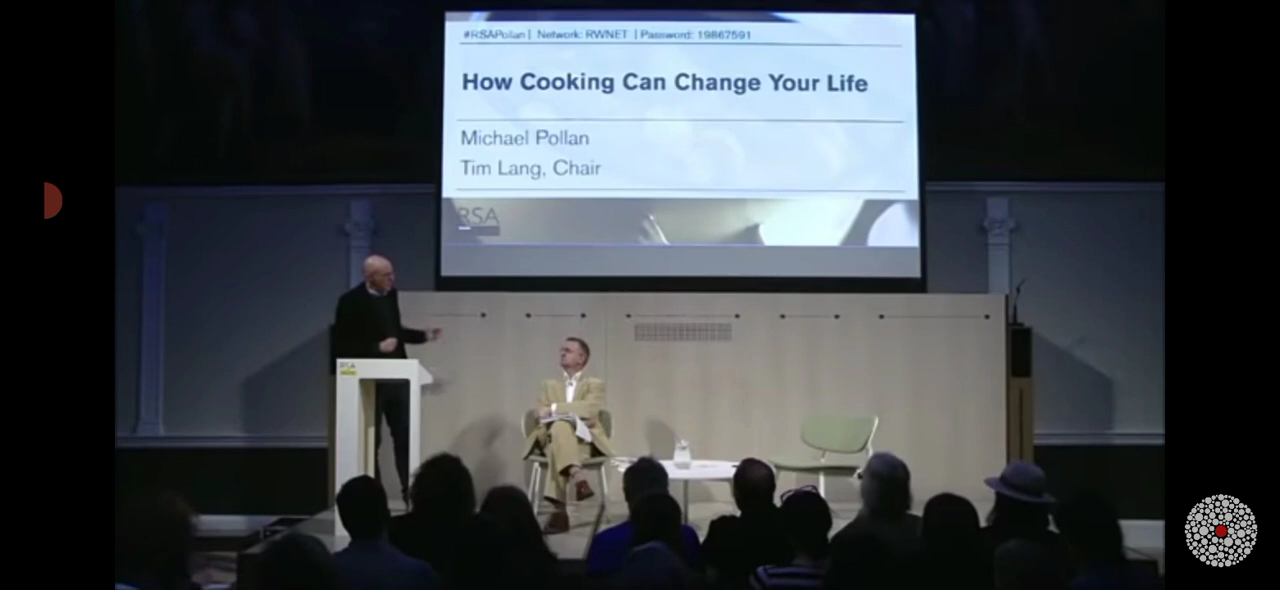 #RSAPollan | Network: RWNET | Password: 19867591
How Cooking Can Change Your Life
Michael Pollan
Tim Lang, Chair
RSA
RSA